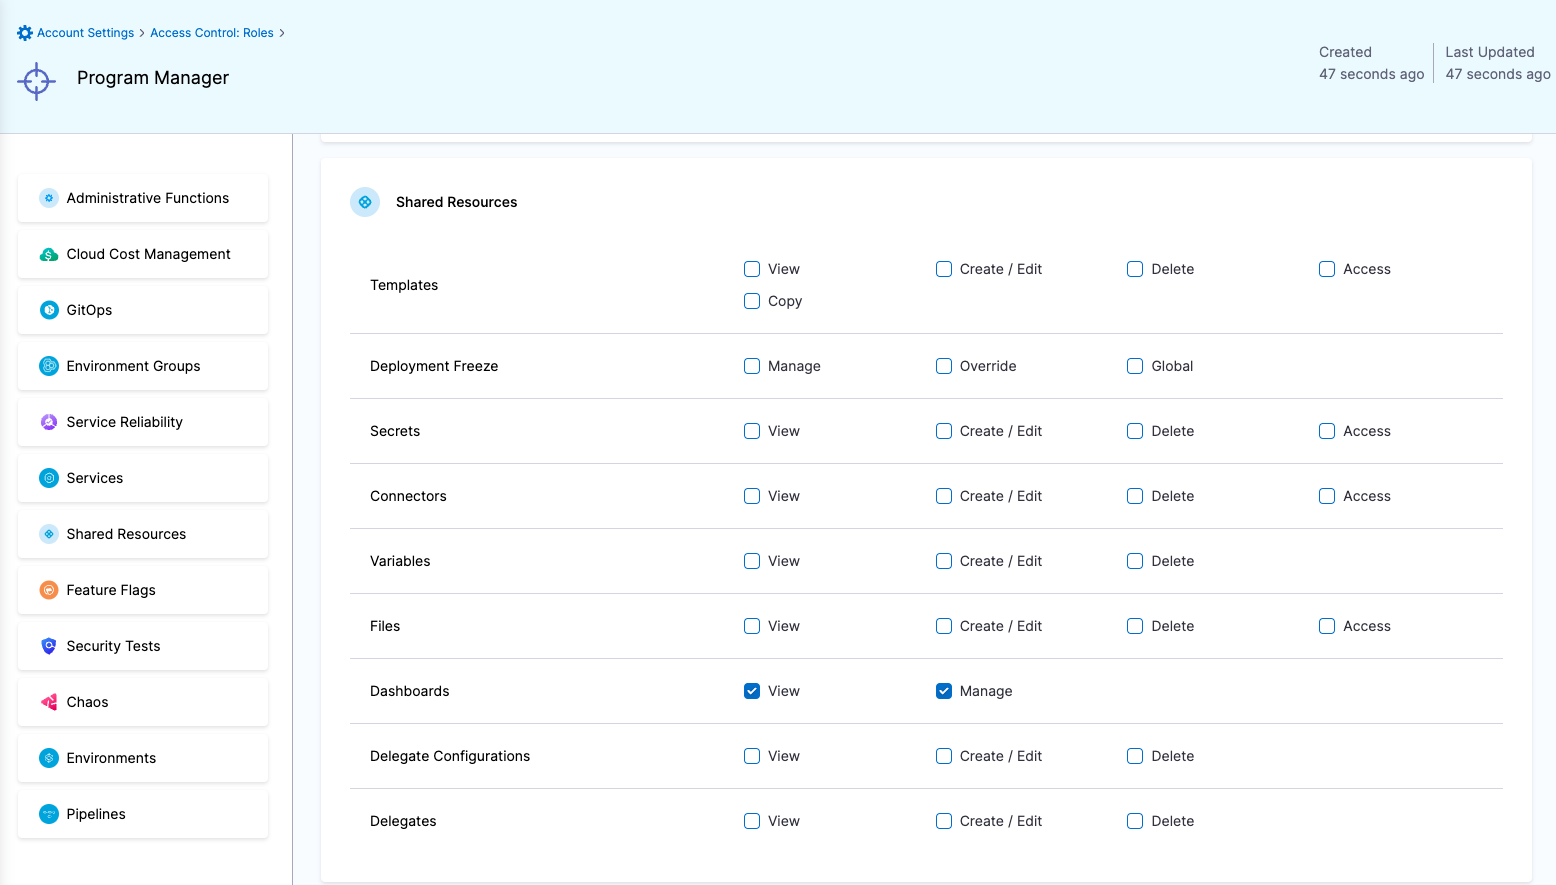 Account Settings > Access Control: Roles >
Program Manager
Created
47 seconds ago
Last Updated
47 seconds ago
Administrative Functions
Cloud Cost Management
GitOps
Environment Groups
Service Reliability
Services
Shared Resources
Feature Flags
Security Tests
Chaos
Environments
Pipelines
Shared Resources
Templates
View
Create / Edit
Delete
Access
Copy
Deployment Freeze
Manage
Override
Global
Secrets
View
Create / Edit
Delete
Access
Connectors
View
Create / Edit
Delete
Access
Variables
View
Create / Edit
Delete
Files
View
Create / Edit
Delete
Access
Dashboards
View
Manage
Delegate Configurations
View
Create / Edit
Delete
Delegates
View
Create / Edit
Delete